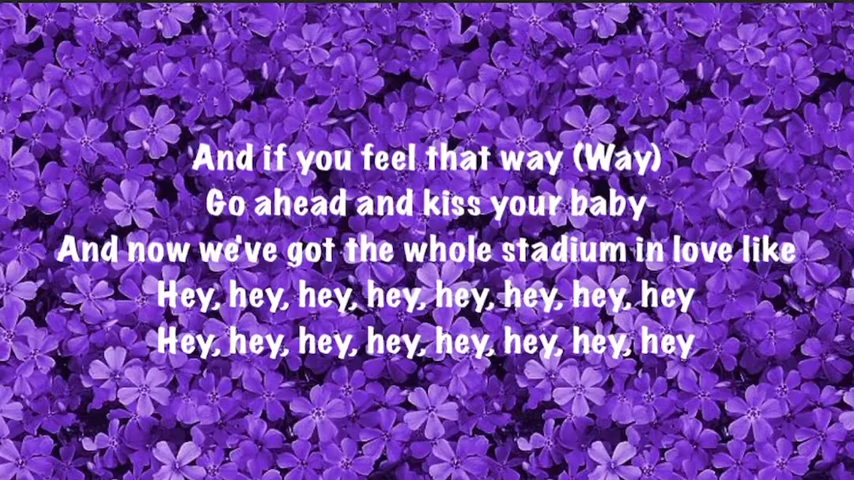 And if you feel that way (Way)
Go ahead and kiss your baby
And now we've got the whole stadium in love like
Hey, hey, hey, hey, hey, hey, hey, hey
Hey, hey, hey, hey, hey, hey, hey, hey